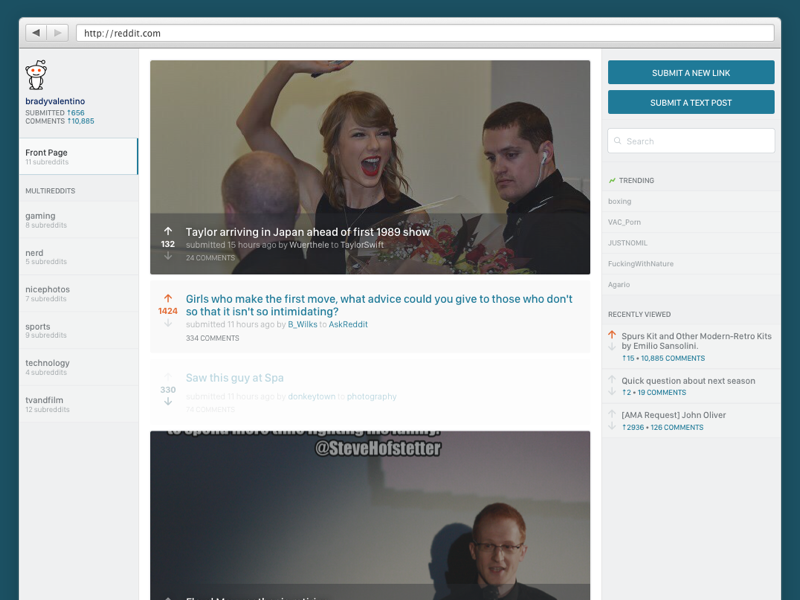 http://reddit.com
bradyvalentino
SUBMITTED ↑656
COMMENTS ↑10,885
Front Page
11 subreddits
MULTIREDDITS
gaming
8 subreddits
nerd
5 subreddits
nicephotos
7 subreddits
sports
9 subreddits
technology
4 subreddits
tvandfilm
12 subreddits
132
Taylor arriving in Japan ahead of first 1989 show
submitted 15 hours ago by Wuerthele to TaylorSwift
24 COMMENTS
1424
Girls who make the first move, what advice could you give to those who don't
so that it isn't so intimidating?
submitted 11 hours ago by B_Wilks to AskReddit
334 COMMENTS
330
Saw this guy at Spa
submitted 11 hours ago by donkeytown to photography
74 COMMENTS
to spend more time fighting
@SteveHofstetter
SUBMIT A NEW LINK
SUBMIT A TEXT POST
Search
TRENDING
boxing
VAC_Porn
JUSTNOMIL
FuckingWithNature
Agario
RECENTLY VIEWED
Spurs Kit and Other Modern-Retro Kits
by Emilio Sansolini.
↑15 • 10,885 COMMENTS
Quick question about next season
↑2 • 19 COMMENTS
[AMA Request] John Oliver
↑2936 • 126 COMMENTS